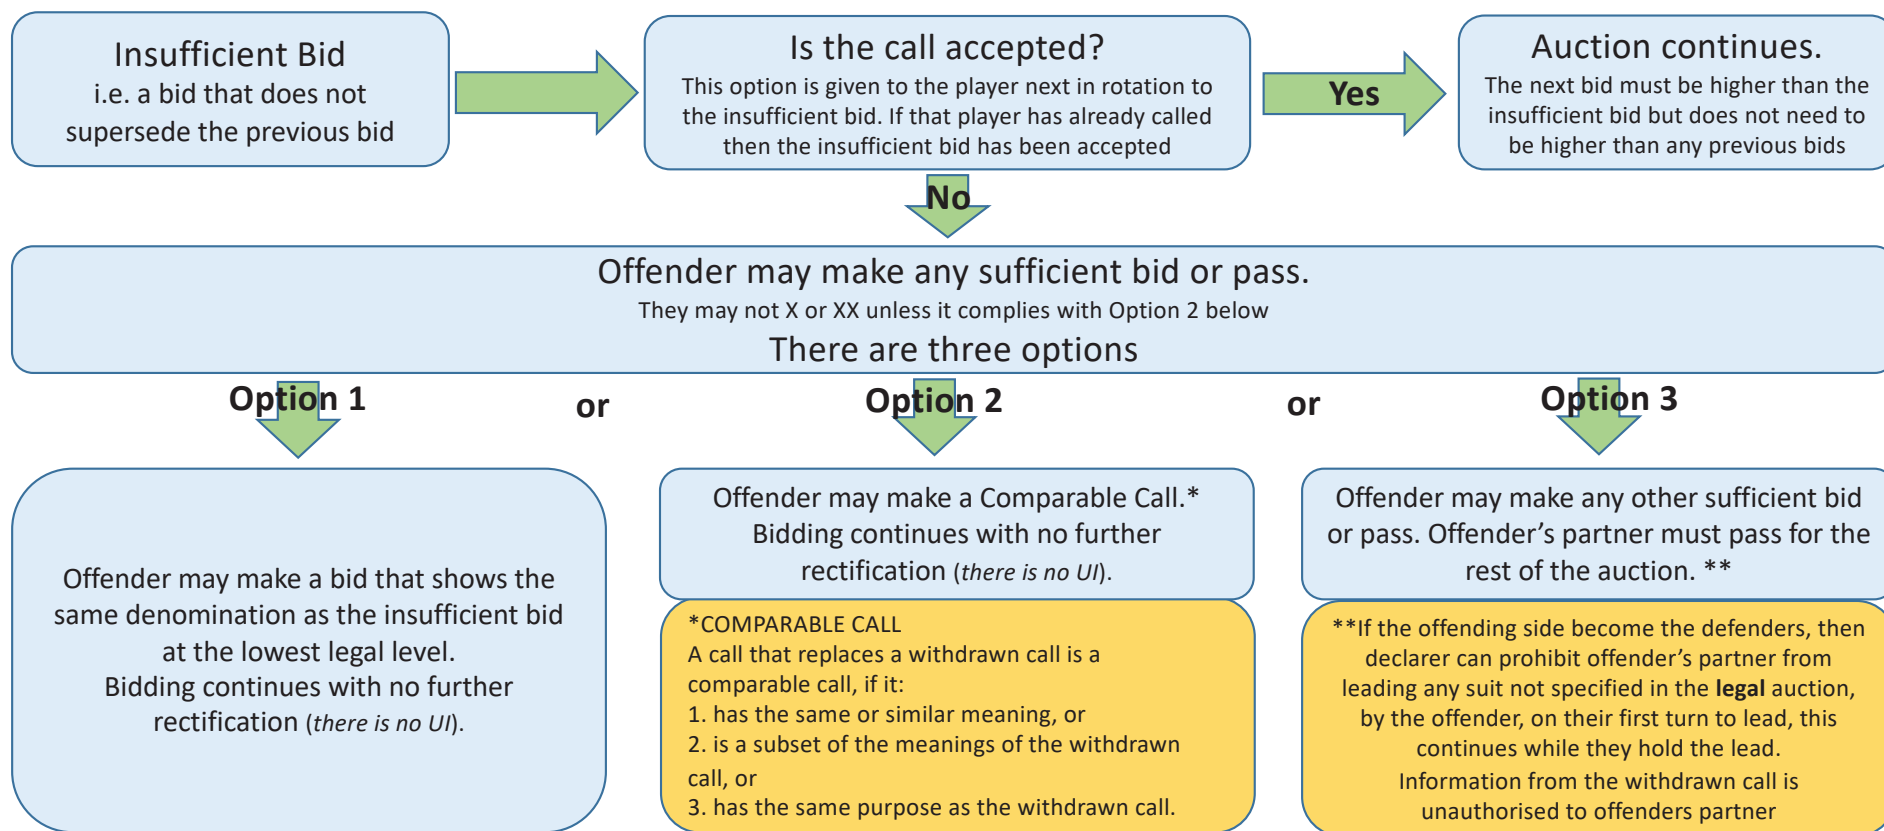 Insufficient Bid
i.e. a bid that does not
supersede the previous bid
Is the call accepted?
This option is given to the player next in rotation to
the insufficient bid. If that player has already called
then the insufficient bid has been accepted
Yes
Auction continues.
The next bid must be higher than the
insufficient bid but does not need to
be higher than any previous bids
No
Offender may make any sufficient bid or pass.
They may not X or XX unless it complies with Option 2 below
There are three options
Option 1
or
Option 2
or
Option 3
Offender may make a bid that shows the
same denomination as the insufficient bid
at the lowest legal level.
Bidding continues with no further
rectification (there is no UI).
Offender may make a Comparable Call.*
Bidding continues with no further
rectification (there is no UI).
*COMPARABLE CALL
A call that replaces a withdrawn call is a
comparable call, if it:
1. has the same or similar meaning, or
2. is a subset of the meanings of the withdrawn
call, or
3. has the same purpose as the withdrawn call.
Offender may make any other sufficient bid
or pass. Offender’s partner must pass for the
rest of the auction. **
**If the offending side become the defenders, then
declarer can prohibit offender’s partner from
leading any suit not specified in the legal auction,
by the offender, on their first turn to lead, this
continues while they hold the lead.
Information from the withdrawn call is
unauthorised to offenders partner